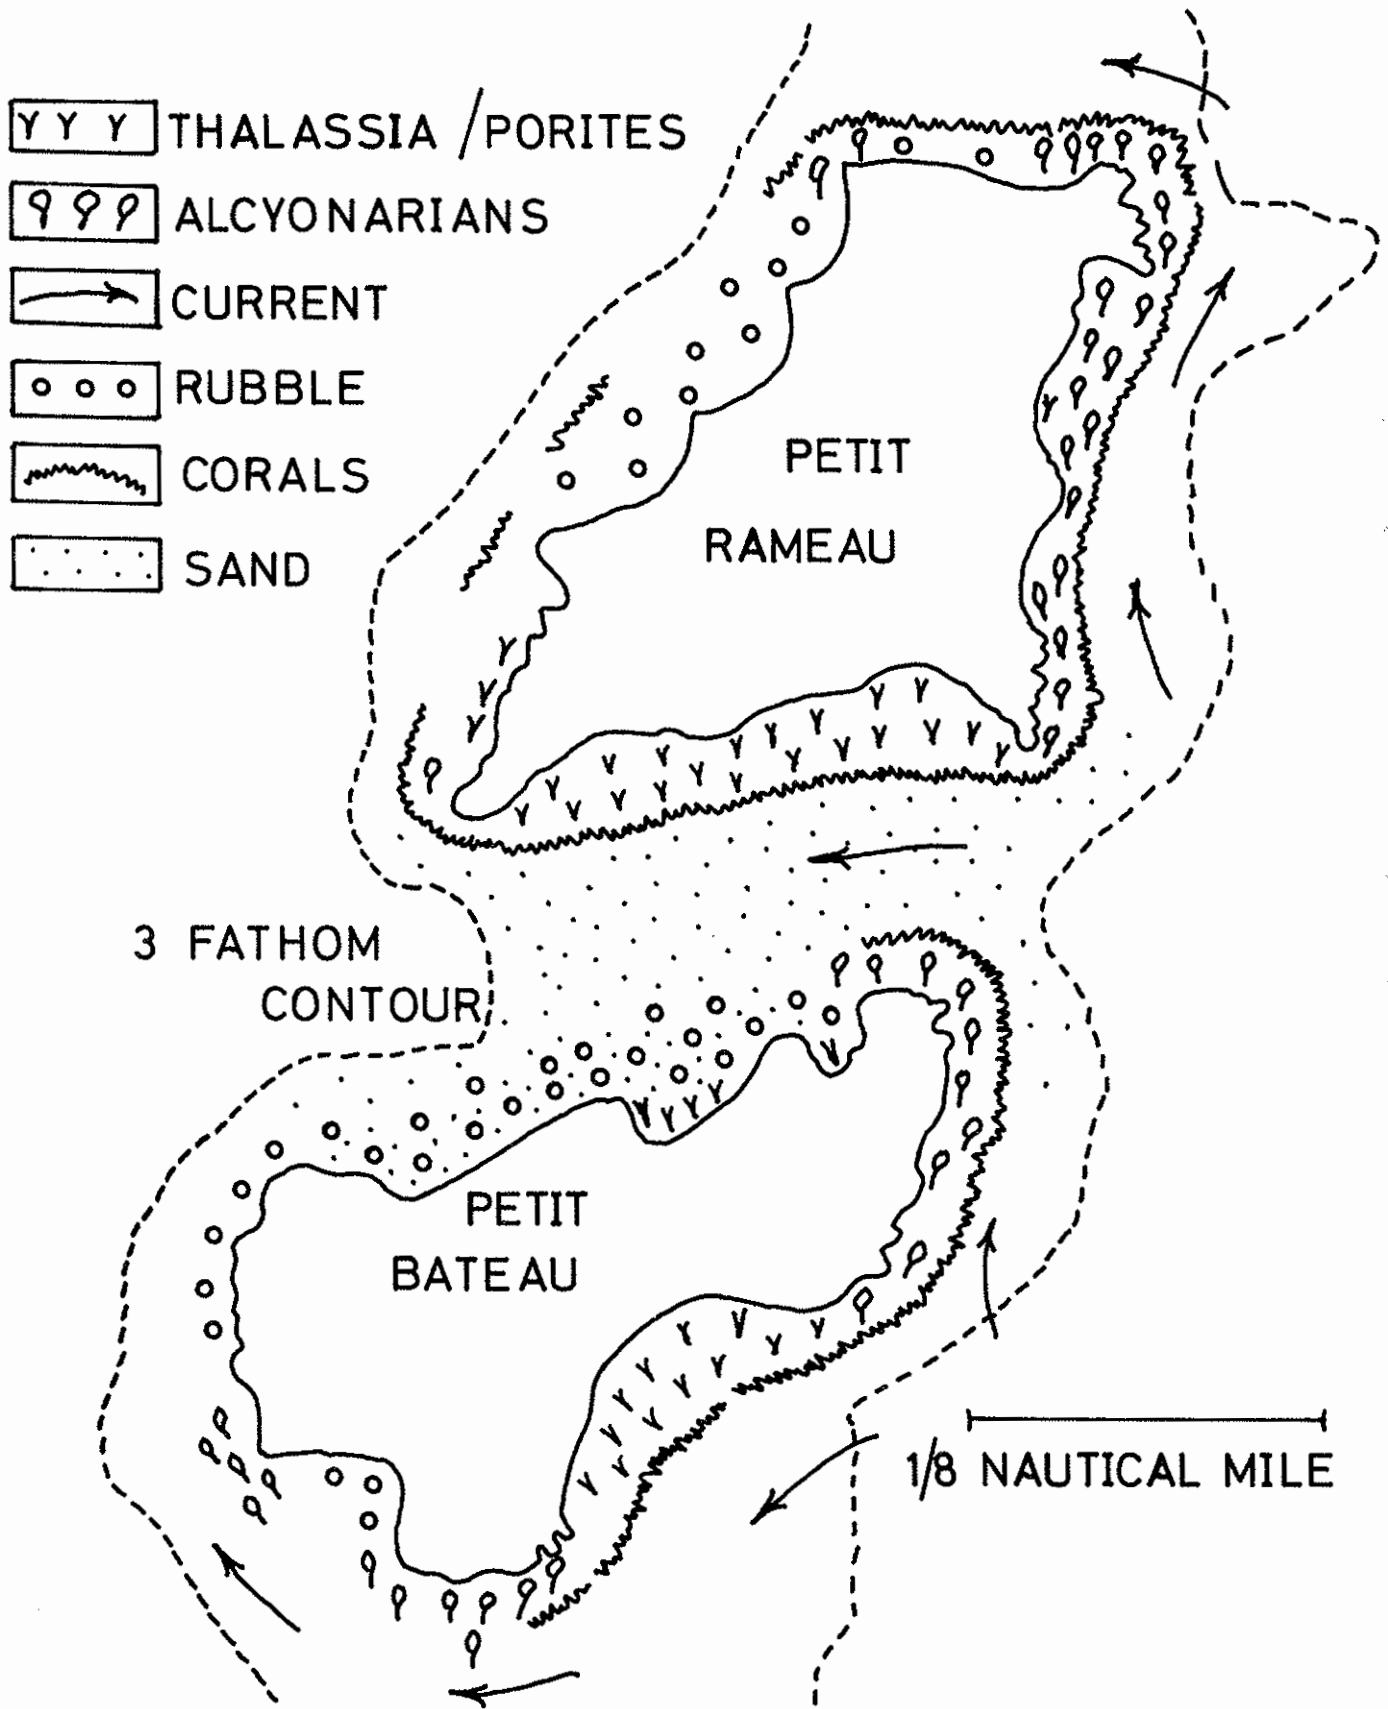 THALASSIA / PORITES
ALCYONARIANS
CURRENT
RUBBLE
CORALS
SAND
PETIT
RAMEAU
3 FATHOM
CONTOUR
PETIT
BATEAU
1/8 NAUTICAL MILE